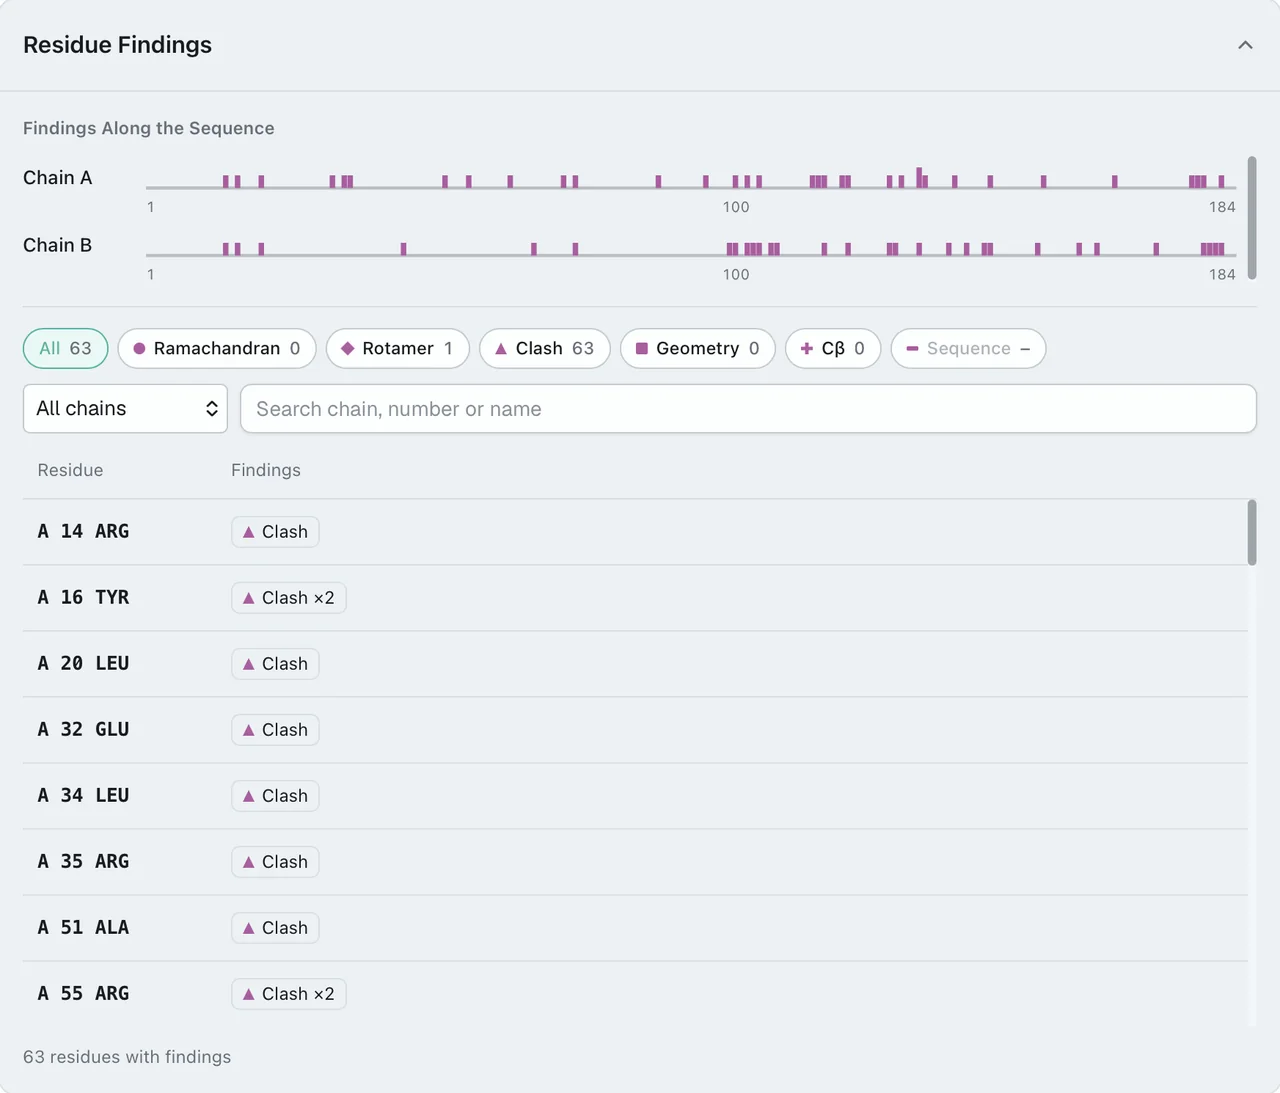 Residue Findings
Findings Along the Sequence
Chain A
1 100 184
Chain B
1 100 184
All 63 Ramachandran 0 Rotamer 1 Clash 63 Geometry 0 Cβ 0 Sequence –
All chains Search chain, number or name
Residue Findings
A 14 ARG Clash
A 16 TYR Clash ×2
A 20 LEU Clash
A 32 GLU Clash
A 34 LEU Clash
A 35 ARG Clash
A 51 ALA Clash
A 55 ARG Clash ×2
63 residues with findings